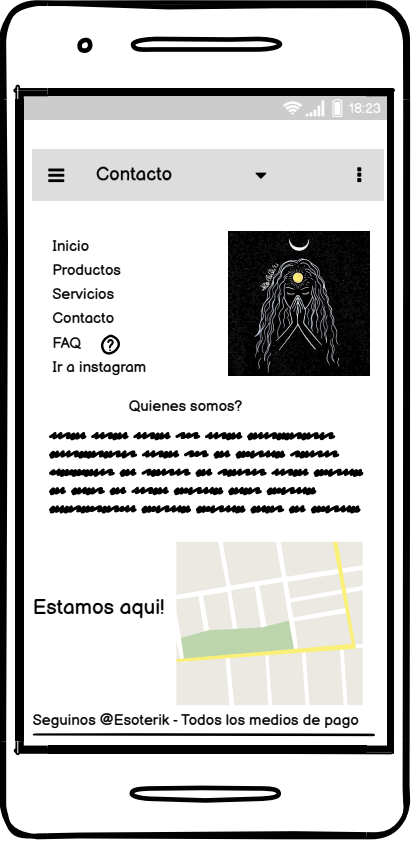 18:23
Contacto
Inicio
Productos
Servicios
Contacto
FAQ ?
Ir a instagram
Quienes somos?
Estamos aqui!
Seguinos @Esoterik - Todos los medios de pago